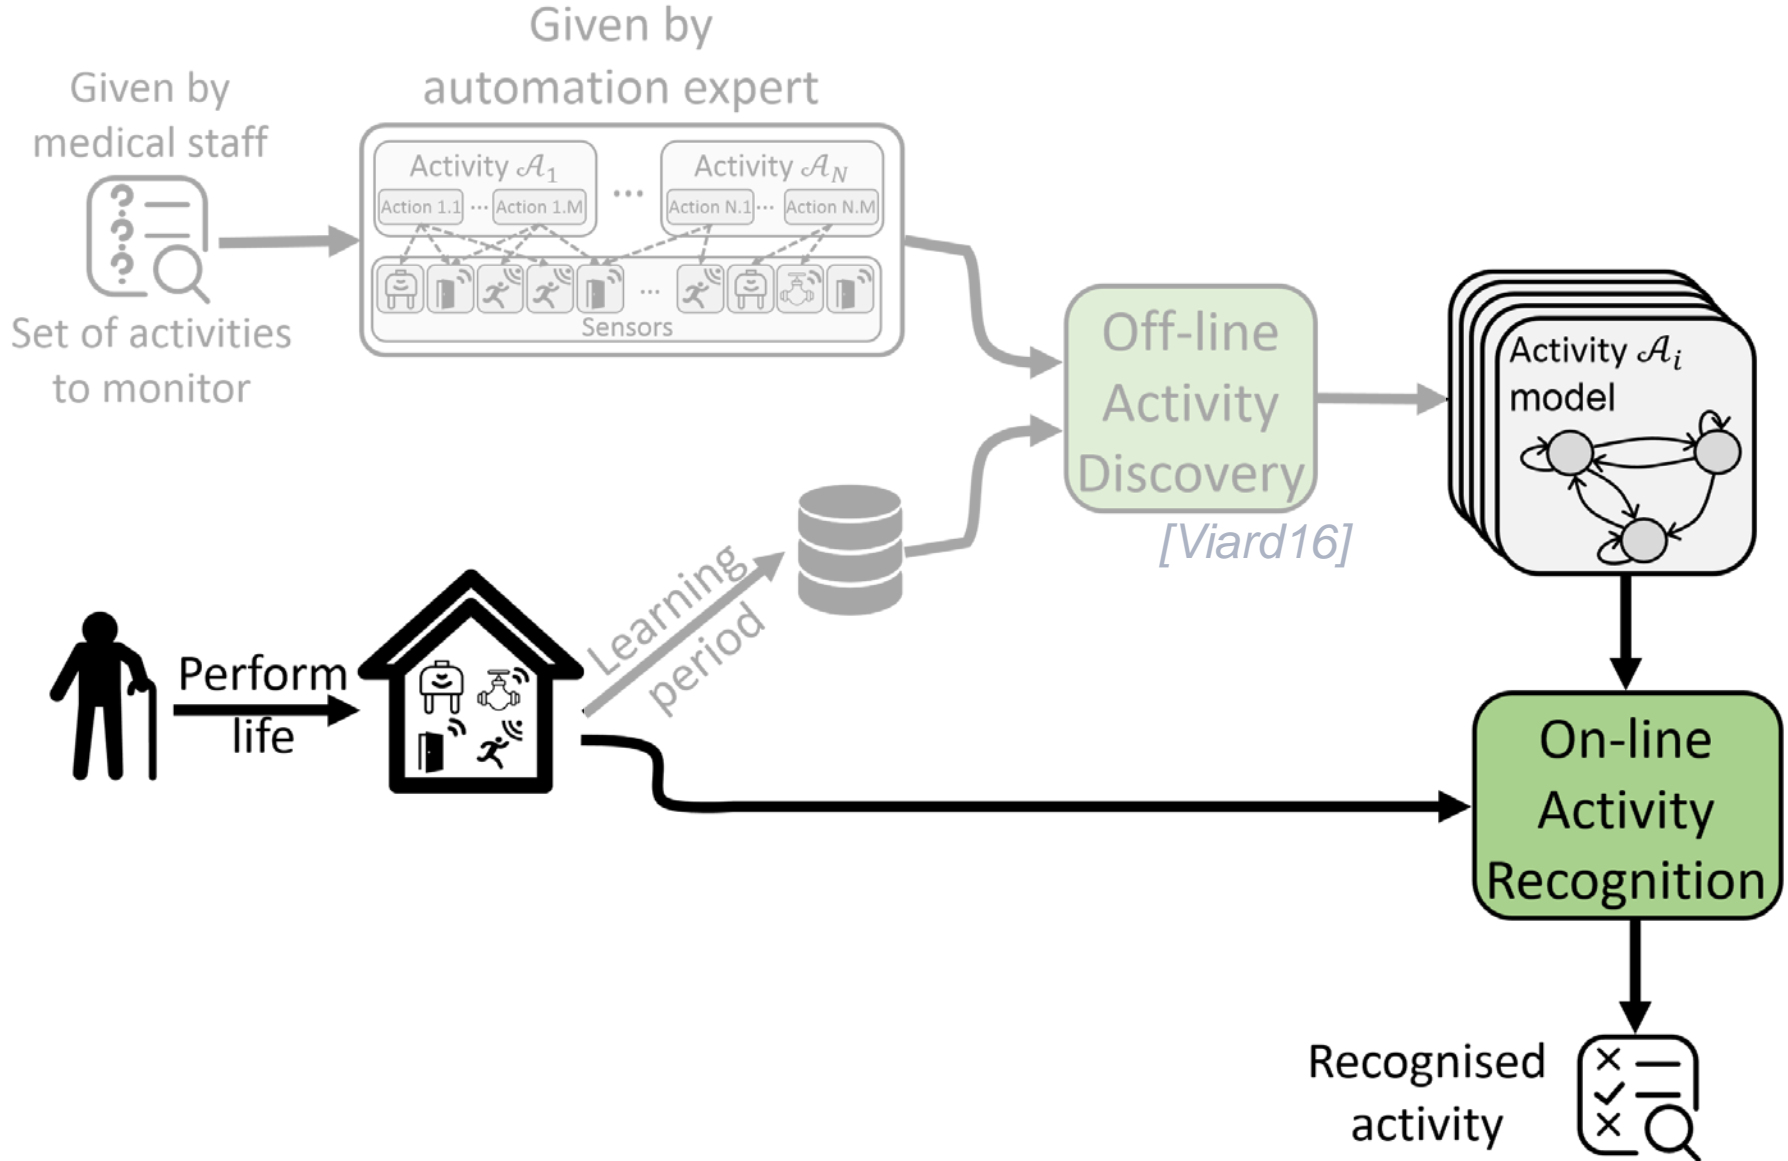 Given by
automation expert
Given by
medical staff
Set of activities
to monitor
Activity 𝒜1
Action 1.1 ... Action 1.M
...
Activity 𝒜N
Action N.1 ... Action N.M
...
Sensors
Off-line
Activity
Discovery
[Viard16]
Activity 𝒜i
model
Learning
period
Perform
life
On-line
Activity
Recognition
Recognised
activity